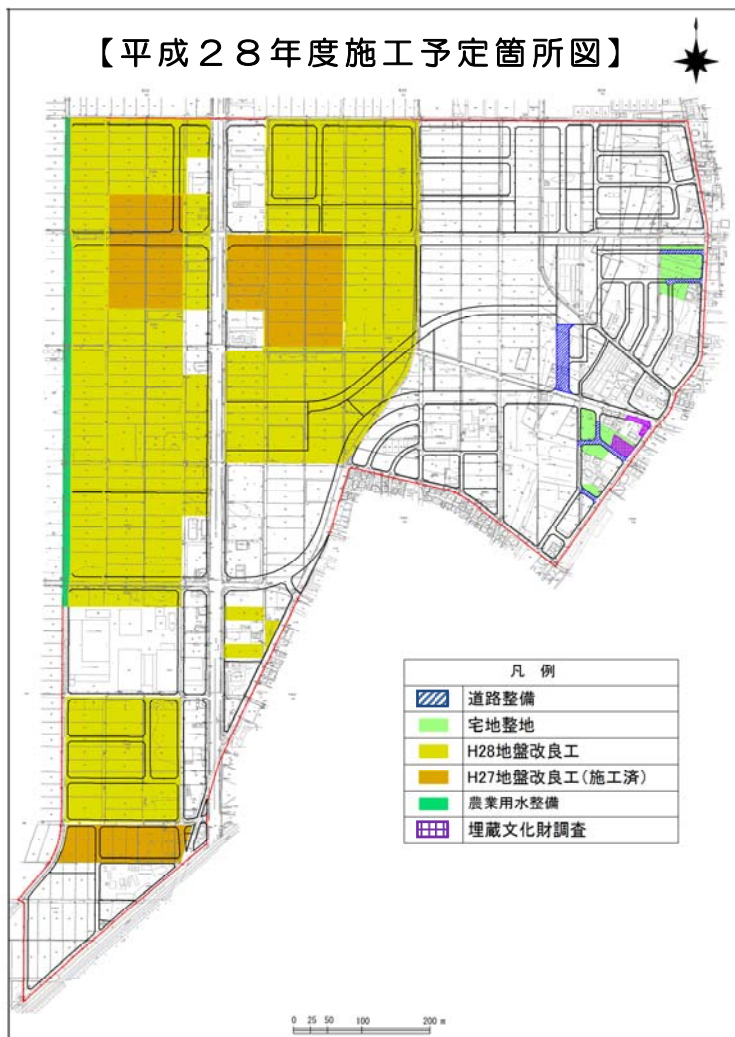 【平成２８年度施工予定箇所図】
凡 例
道路整備
宅地整地
H28地盤改良工
H27地盤改良工(施工済)
農業用水整備
埋蔵文化財調査
0 25 50 100 200 m